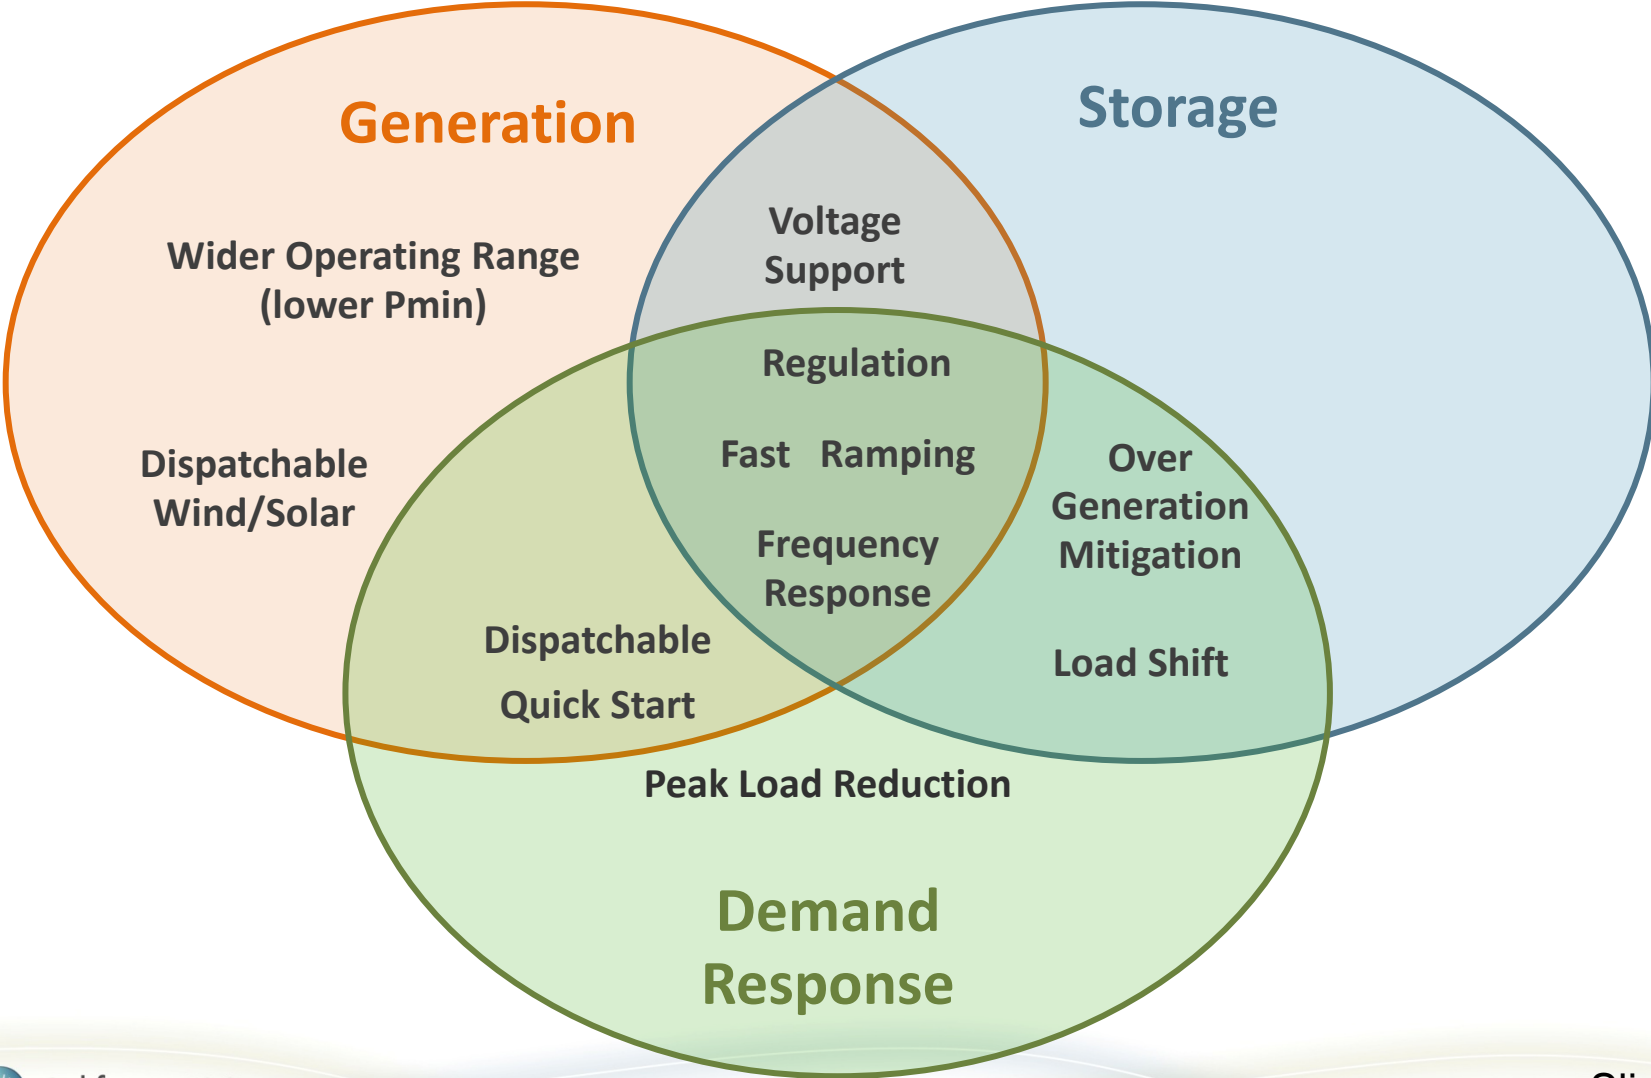 Generation
Storage
Voltage
Support
Wider Operating Range
(lower Pmin)
Regulation
Fast Ramping
Dispatchable
Wind/Solar
Over
Generation
Mitigation
Frequency
Response
Dispatchable
Quick Start
Load Shift
Peak Load Reduction
Demand
Response